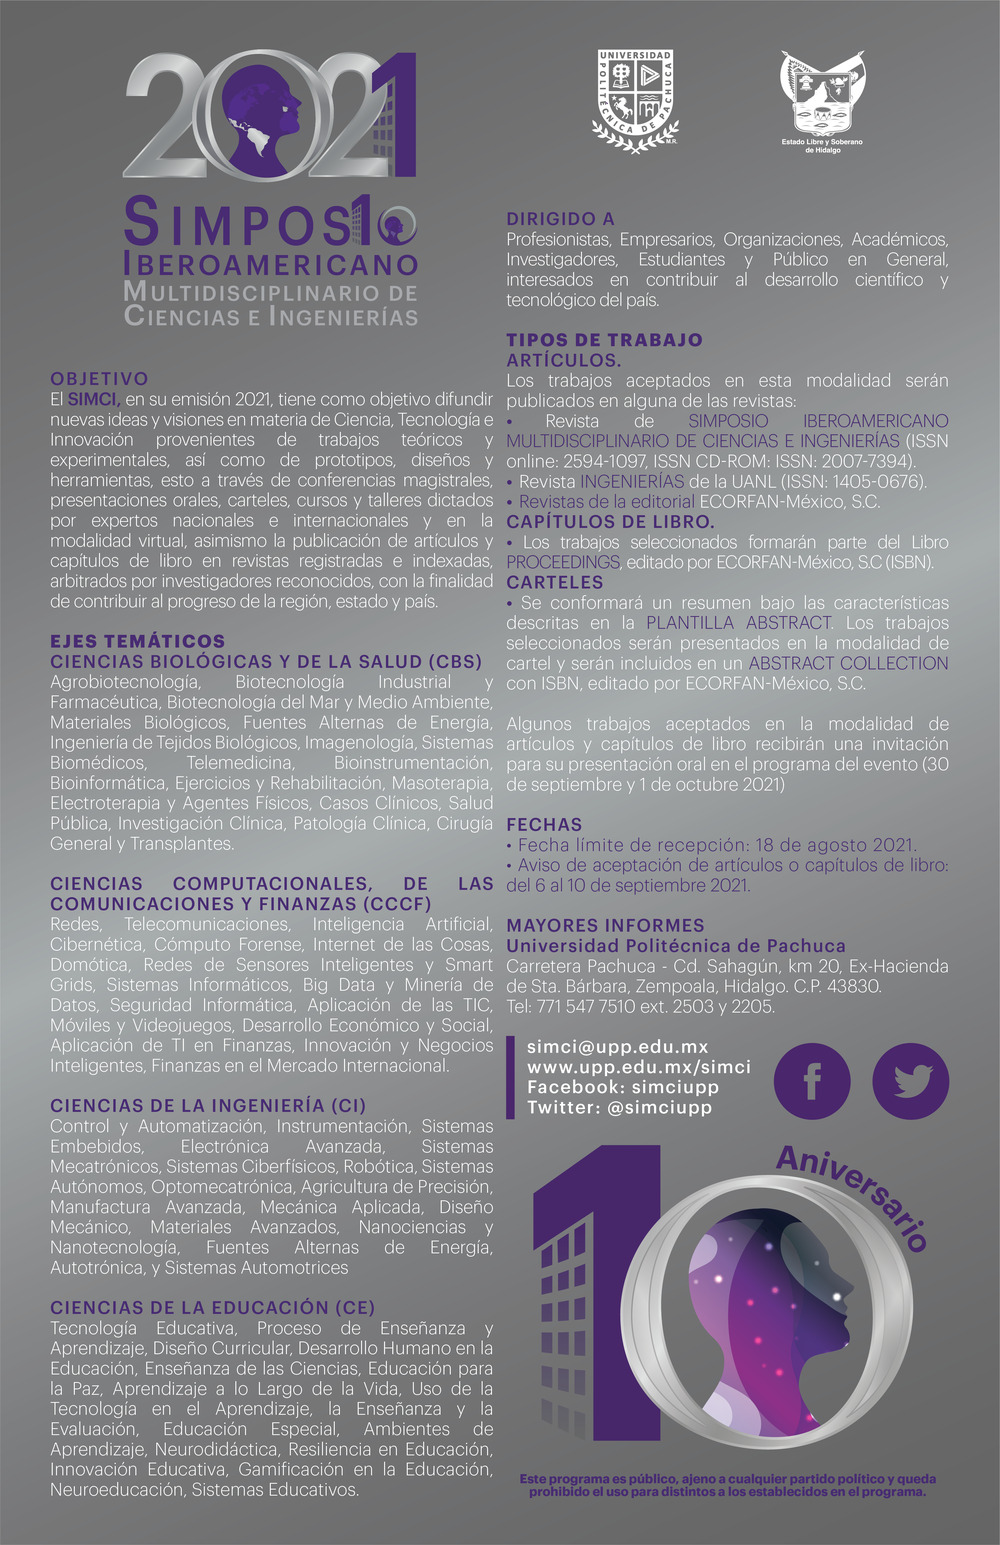 2021
SIMPOSIO
IBEROAMERICANO
MULTIDISCIPLINARIO DE
CIENCIAS E INGENIERÍAS
UNIVERSIDAD
POLITÉCNICA DE PACHUCA
M.R.
Estado Libre y Soberano
de Hidalgo
OBJETIVO
El SIMCI, en su emisión 2021, tiene como objetivo difundir
nuevas ideas y visiones en materia de Ciencia, Tecnología e
Innovación provenientes de trabajos teóricos y
experimentales, así como de prototipos, diseños y
herramientas, esto a través de conferencias magistrales,
presentaciones orales, carteles, cursos y talleres dictados
por expertos nacionales e internacionales y en la
modalidad virtual, asimismo la publicación de artículos y
capítulos de libro en revistas registradas e indexadas,
arbitrados por investigadores reconocidos, con la finalidad
de contribuir al progreso de la región, estado y país.
EJES TEMÁTICOS
CIENCIAS BIOLÓGICAS Y DE LA SALUD (CBS)
Agrobiotecnología, Biotecnología Industrial y
Farmacéutica, Biotecnología del Mar y Medio Ambiente,
Materiales Biológicos, Fuentes Alternas de Energía,
Ingeniería de Tejidos Biológicos, Imagenología, Sistemas
Biomédicos, Telemedicina, Bioinstrumentación,
Bioinformática, Ejercicios y Rehabilitación, Masoterapia,
Electroterapia y Agentes Físicos, Casos Clínicos, Salud
Pública, Investigación Clínica, Patología Clínica, Cirugía
General y Transplantes.
CIENCIAS COMPUTACIONALES, DE LAS
COMUNICACIONES Y FINANZAS (CCCF)
Redes, Telecomunicaciones, Inteligencia Artificial,
Cibernética, Cómputo Forense, Internet de las Cosas,
Domótica, Redes de Sensores Inteligentes y Smart
Grids, Sistemas Informáticos, Big Data y Minería de
Datos, Seguridad Informática, Aplicación de las TIC,
Móviles y Videojuegos, Desarrollo Económico y Social,
Aplicación de TI en Finanzas, Innovación y Negocios
Inteligentes, Finanzas en el Mercado Internacional.
CIENCIAS DE LA INGENIERÍA (CI)
Control y Automatización, Instrumentación, Sistemas
Embebidos, Electrónica Avanzada, Sistemas
Mecatrónicos, Sistemas Ciberfísicos, Robótica, Sistemas
Autónomos, Optomecatrónica, Agricultura de Precisión,
Manufactura Avanzada, Mecánica Aplicada, Diseño
Mecánico, Materiales Avanzados, Nanociencias y
Nanotecnología, Fuentes Alternas de Energía,
Autotrónica, y Sistemas Automotrices
CIENCIAS DE LA EDUCACIÓN (CE)
Tecnología Educativa, Proceso de Enseñanza y
Aprendizaje, Diseño Curricular, Desarrollo Humano en la
Educación, Enseñanza de las Ciencias, Educación para
la Paz, Aprendizaje a lo Largo de la Vida, Uso de la
Tecnología en el Aprendizaje, la Enseñanza y la
Evaluación, Educación Especial, Ambientes de
Aprendizaje, Neurodidáctica, Resiliencia en Educación,
Innovación Educativa, Gamificación en la Educación,
Neuroeducación, Sistemas Educativos.
DIRIGIDO A
Profesionistas, Empresarios, Organizaciones, Académicos,
Investigadores, Estudiantes y Público en General,
interesados en contribuir al desarrollo científico y
tecnológico del país.
TIPOS DE TRABAJO
ARTÍCULOS.
Los trabajos aceptados en esta modalidad serán
publicados en alguna de las revistas:
• Revista de SIMPOSIO IBEROAMERICANO
MULTIDISCIPLINARIO DE CIENCIAS E INGENIERÍAS (ISSN
online: 2594-1097, ISSN CD-ROM: ISSN: 2007-7394).
• Revista INGENIERÍAS de la UANL (ISSN: 1405-0676).
• Revistas de la editorial ECORFAN-México, S.C.
CAPÍTULOS DE LIBRO.
• Los trabajos seleccionados formarán parte del Libro
PROCEEDINGS, editado por ECORFAN-México, S.C (ISBN).
CARTELES
• Se conformará un resumen bajo las características
descritas en la PLANTILLA ABSTRACT. Los trabajos
seleccionados serán presentados en la modalidad de
cartel y serán incluidos en un ABSTRACT COLLECTION
con ISBN, editado por ECORFAN-México, S.C.
Algunos trabajos aceptados en la modalidad de
artículos y capítulos de libro recibirán una invitación
para su presentación oral en el programa del evento (30
de septiembre y 1 de octubre 2021)
FECHAS
• Fecha límite de recepción: 18 de agosto 2021.
• Aviso de aceptación de artículos o capítulos de libro:
del 6 al 10 de septiembre 2021.
MAYORES INFORMES
Universidad Politécnica de Pachuca
Carretera Pachuca - Cd. Sahagún, km 20, Ex-Hacienda
de Sta. Bárbara, Zempoala, Hidalgo. C.P. 43830.
Tel: 771 547 7510 ext. 2503 y 2205.
simci@upp.edu.mx
www.upp.edu.mx/simci
Facebook: simciupp
Twitter: @simciupp
10 Aniversario
Este programa es público, ajeno a cualquier partido político y queda
prohibido el uso para distintos a los establecidos en el programa.